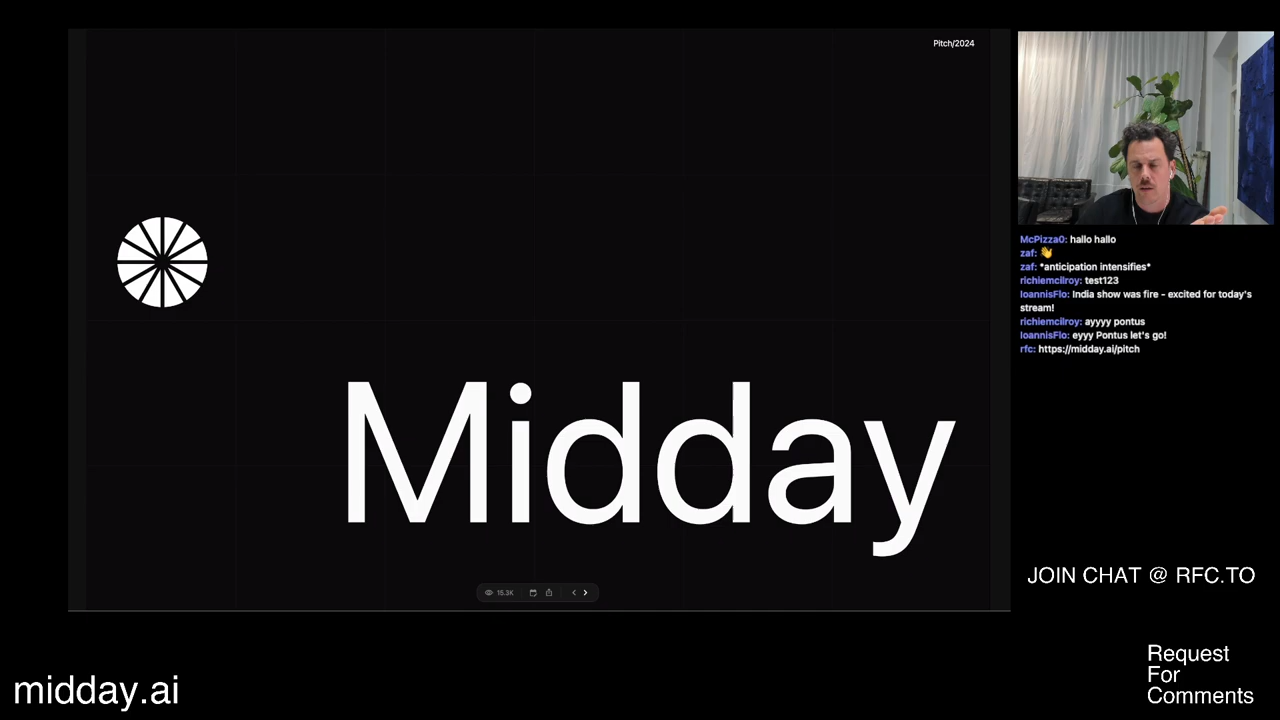 Pitch/2024
Midday
15.3K
McPizza0: hallo hallo
zaf: 👋
zaf: *anticipation intensifies*
richiemcilroy: test123
IoannisFlo: India show was fire - excited for today's
stream!
richiemcilroy: ayyyy pontus
IoannisFlo: eyyy Pontus let's go!
rfc: https://midday.ai/pitch
JOIN CHAT @ RFC.TO
midday.ai
Request
For
Comments